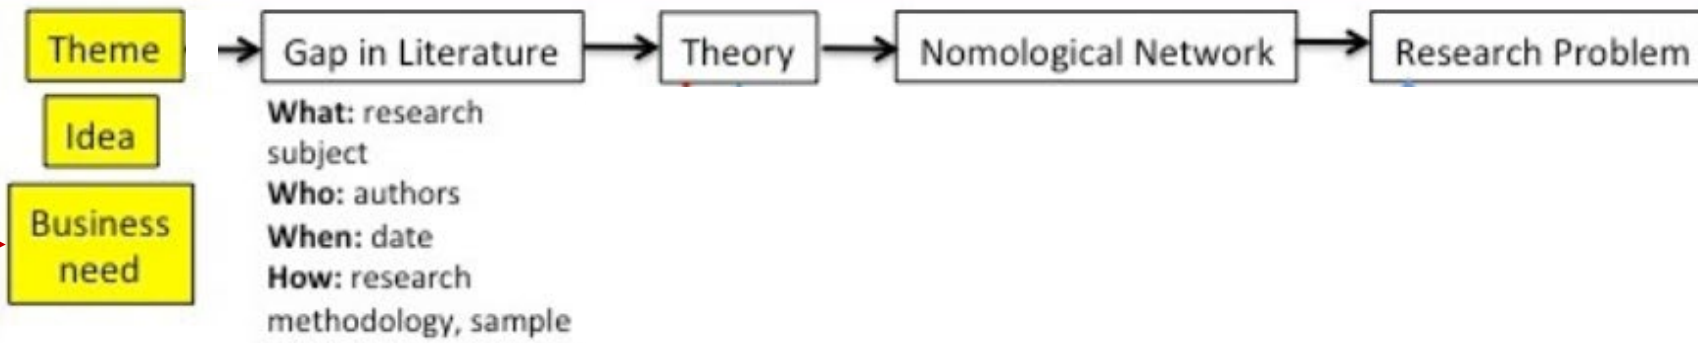 Theme
Gap in Literature
Theory
Nomological Network
Research Problem
Idea
Business
need
What: research
subject
Who: authors
When: date
How: research
methodology, sample